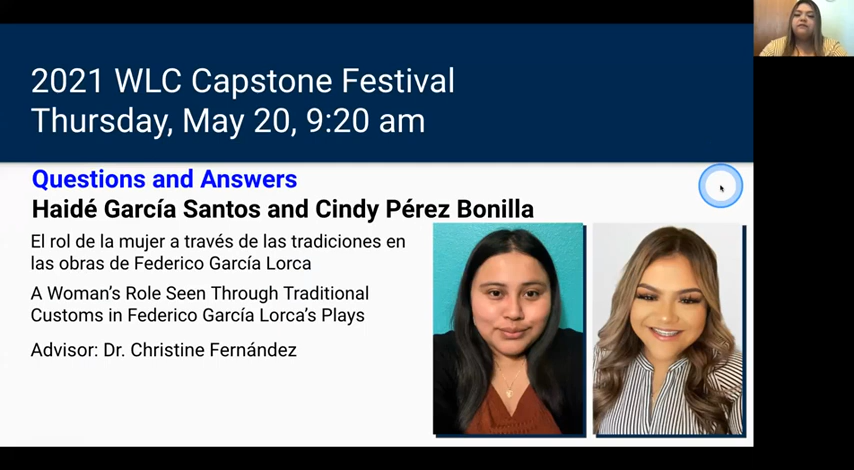 2021 WLC Capstone Festival
Thursday, May 20, 9:20 am
Questions and Answers
Haidé García Santos and Cindy Pérez Bonilla
El rol de la mujer a través de las tradiciones en
las obras de Federico García Lorca
A Woman's Role Seen Through Traditional
Customs in Federico García Lorca's Plays
Advisor: Dr. Christine Fernández